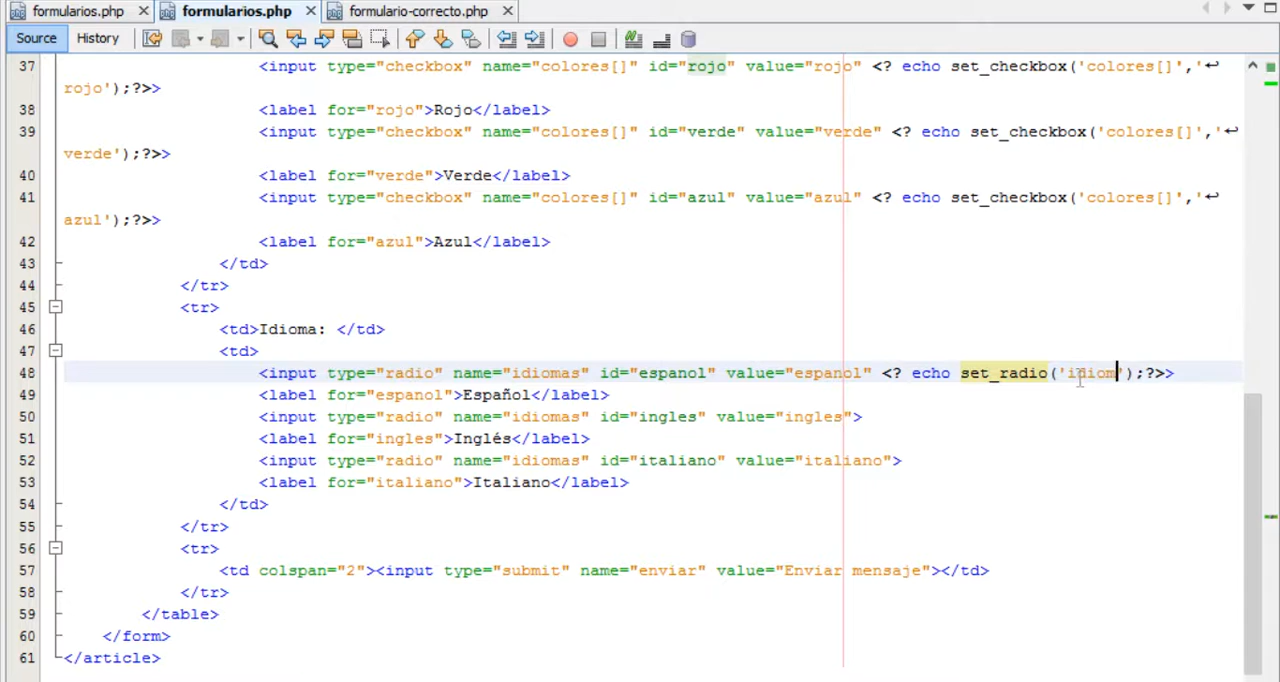 formularios.php formularios.php formulario-correcto.php
Source History
37 <input type="checkbox" name="colores[]" id="rojo" value="rojo" <? echo set_checkbox('colores[]','
rojo');?>>
38 <label for="rojo">Rojo</label>
39 <input type="checkbox" name="colores[]" id="verde" value="verde" <? echo set_checkbox('colores[]','
verde');?>>
40 <label for="verde">Verde</label>
41 <input type="checkbox" name="colores[]" id="azul" value="azul" <? echo set_checkbox('colores[]','
azul');?>>
42 <label for="azul">Azul</label>
43 </td>
44 </tr>
45 <tr>
46 <td>Idioma: </td>
47 <td>
48 <input type="radio" name="idiomas" id="espanol" value="espanol" <? echo set_radio('idiom');?>>
49 <label for="espanol">Español</label>
50 <input type="radio" name="idiomas" id="ingles" value="ingles">
51 <label for="ingles">Inglés</label>
52 <input type="radio" name="idiomas" id="italiano" value="italiano">
53 <label for="italiano">Italiano</label>
54 </td>
55 </tr>
56 <tr>
57 <td colspan="2"><input type="submit" name="enviar" value="Enviar mensaje"></td>
58 </tr>
59 </table>
60 </form>
61 </article>